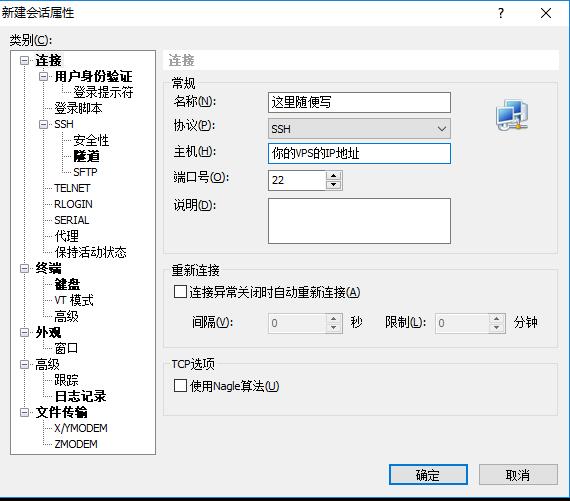 新建会话属性
类别(C):
连接
用户身份验证
登录提示符
登录脚本
SSH
安全性
隧道
SFTP
TELNET
RLOGIN
SERIAL
代理
保持活动状态
终端
键盘
VT 模式
高级
外观
窗口
高级
跟踪
日志记录
文件传输
X/YMODEM
ZMODEM
连接
常规
名称(N): 这里随便写
协议(P): SSH
主机(H): 你的VPS的IP地址
端口号(O): 22
说明(D):
重新连接
连接异常关闭时自动重新连接(A)
间隔(V): 0 秒 限制(L): 0 分钟
TCP选项
使用Nagle算法(U)
确定 取消